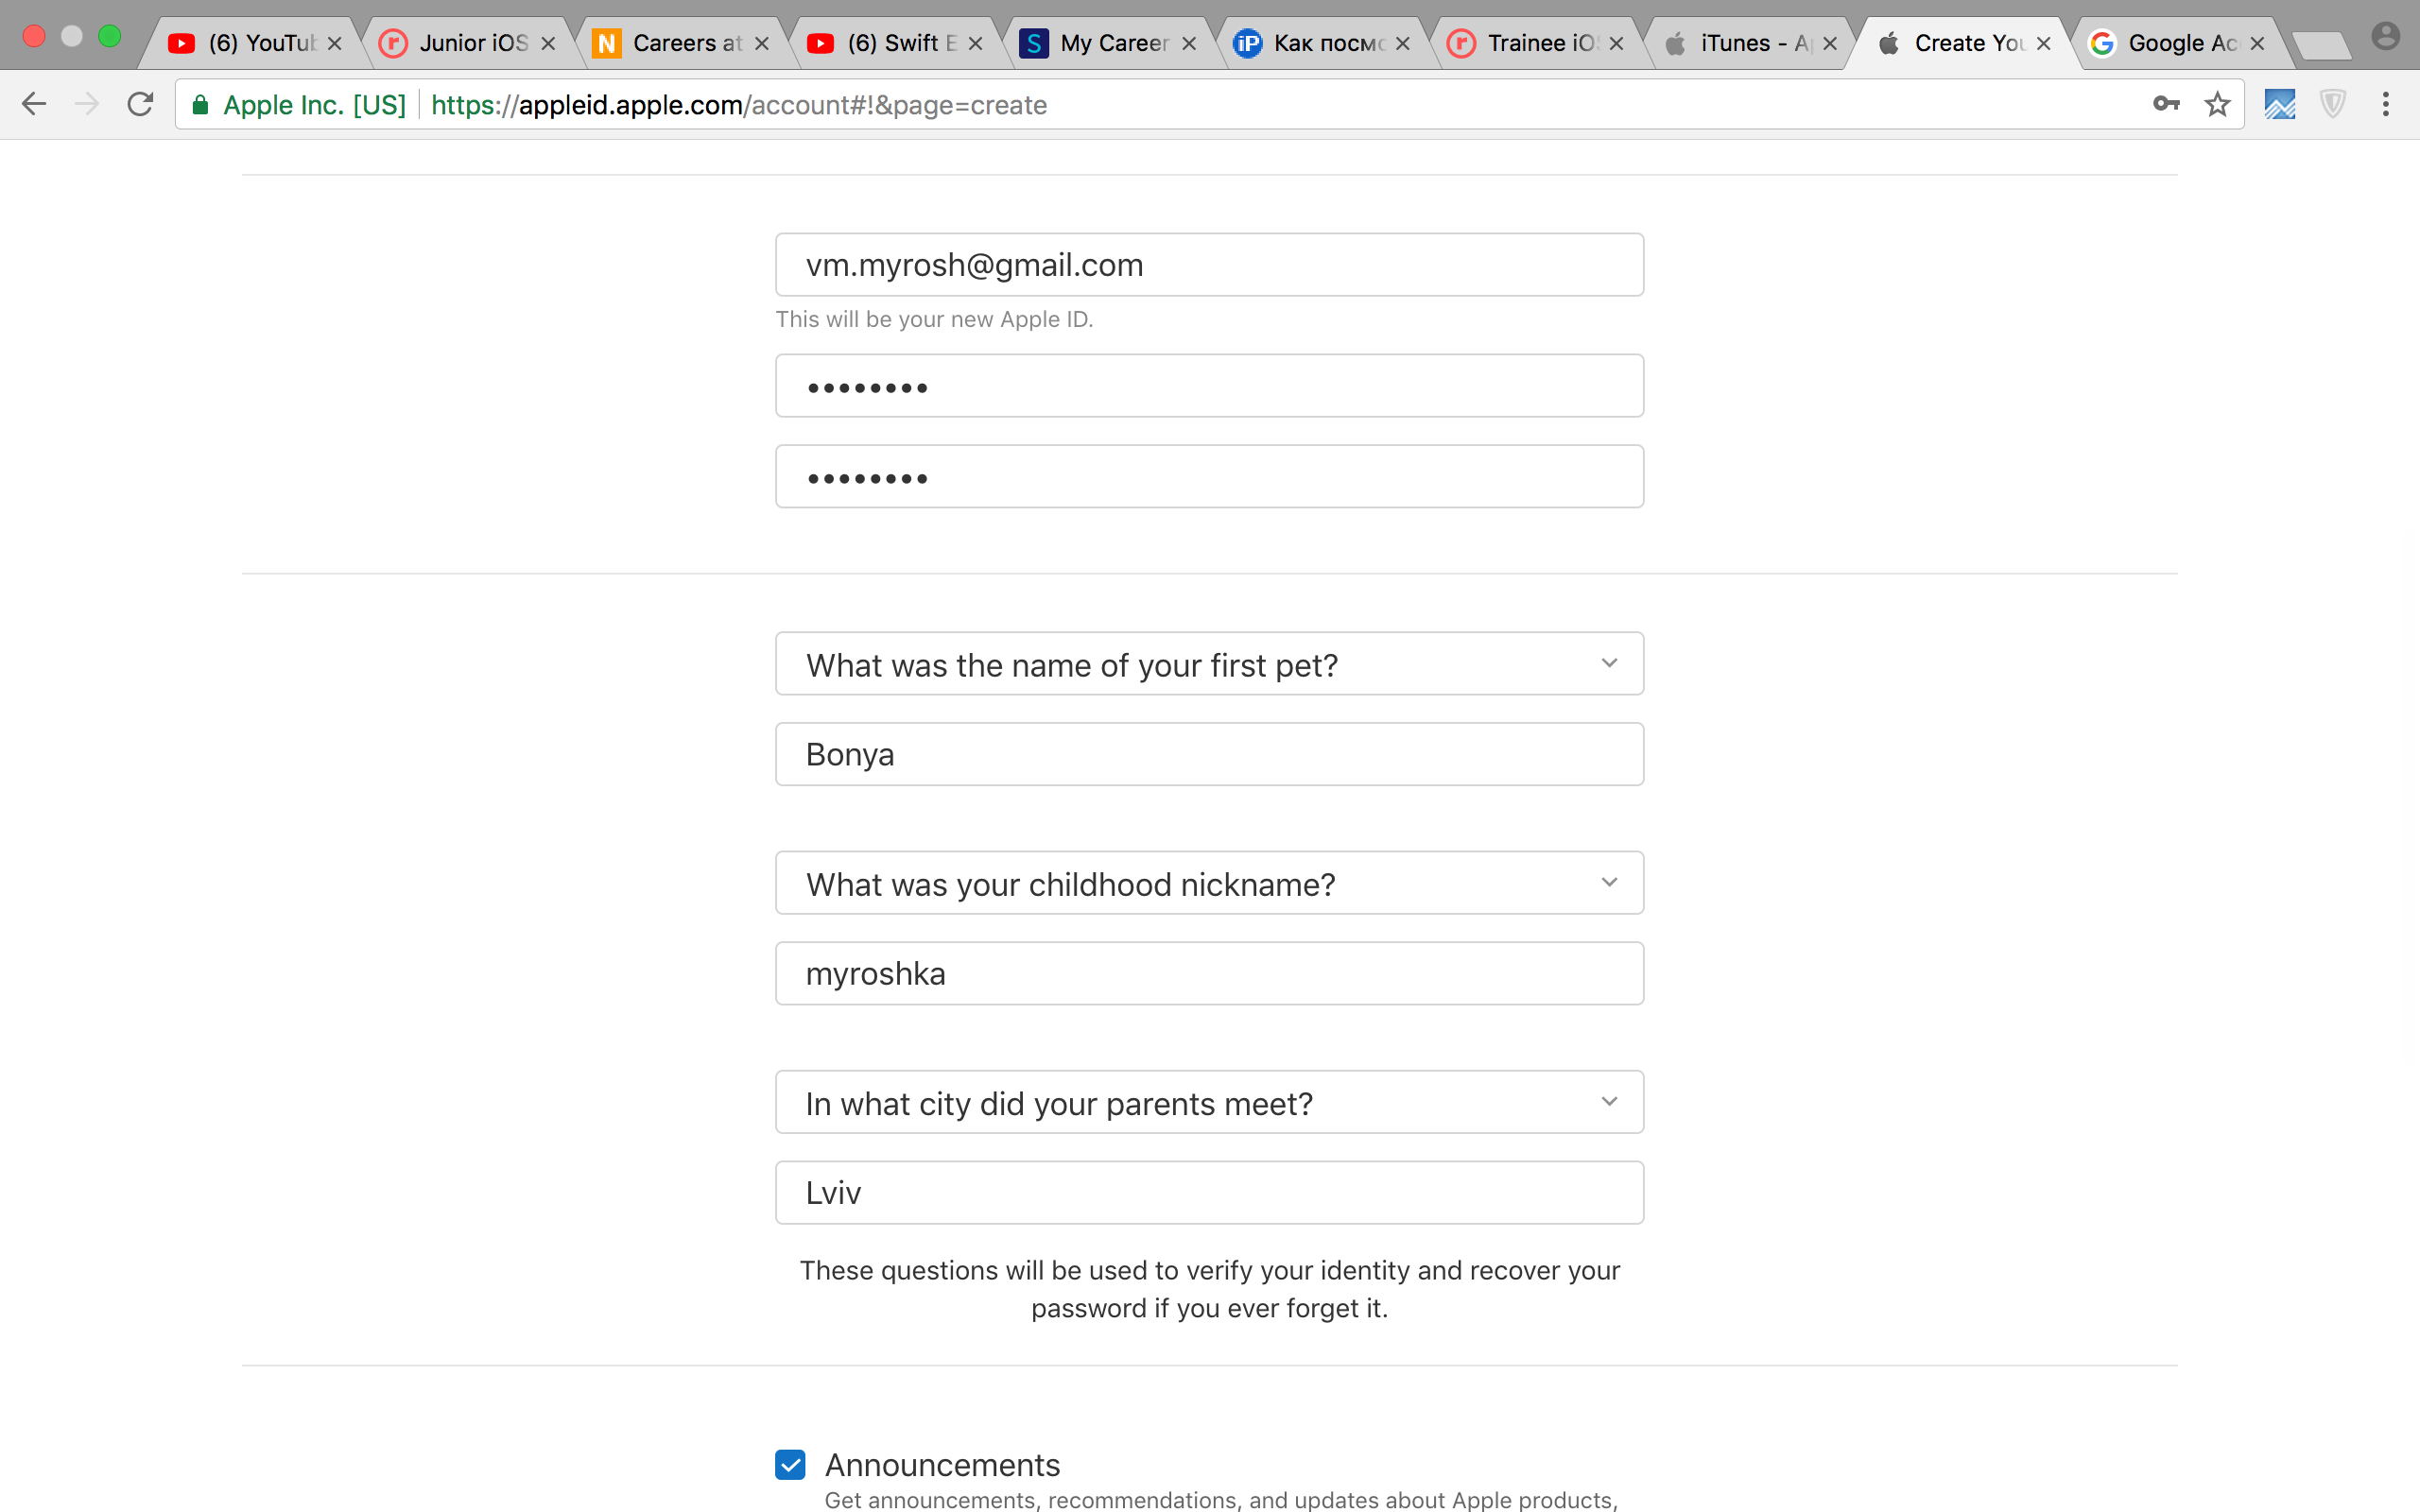 (6) YouTub
Junior iOS
N
Careers at
(6) Swift E
S
My Career
iP
Как посмо
r
Trainee iOS
iTunes - Ap
Create You
G
Google Ac
Apple Inc. [US]
https://appleid.apple.com/account#!&page=create
vm.myrosh@gmail.com
This will be your new Apple ID.
••••••••
••••••••
What was the name of your first pet?
Bonya
What was your childhood nickname?
myroshka
In what city did your parents meet?
Lviv
These questions will be used to verify your identity and recover your
password if you ever forget it.
Announcements
Get announcements, recommendations, and updates about Apple products,